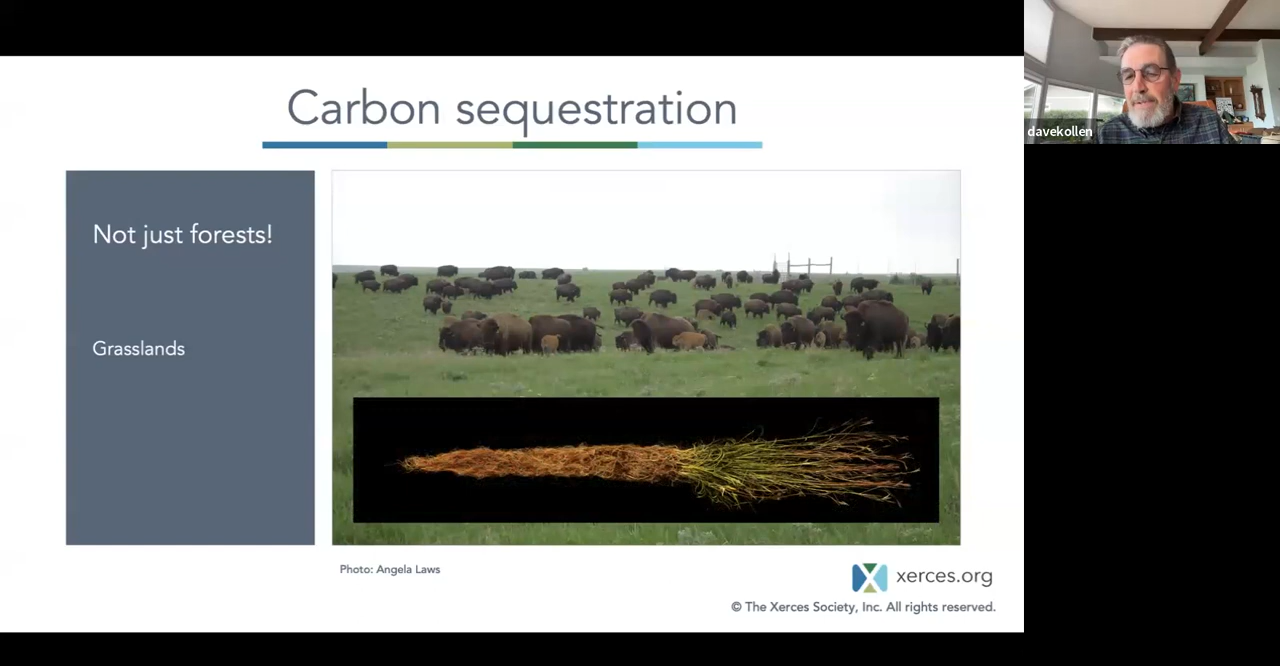 Carbon sequestration
Not just forests!
Grasslands
Photo: Angela Laws
xerces.org
© The Xerces Society, Inc. All rights reserved.
davekollen